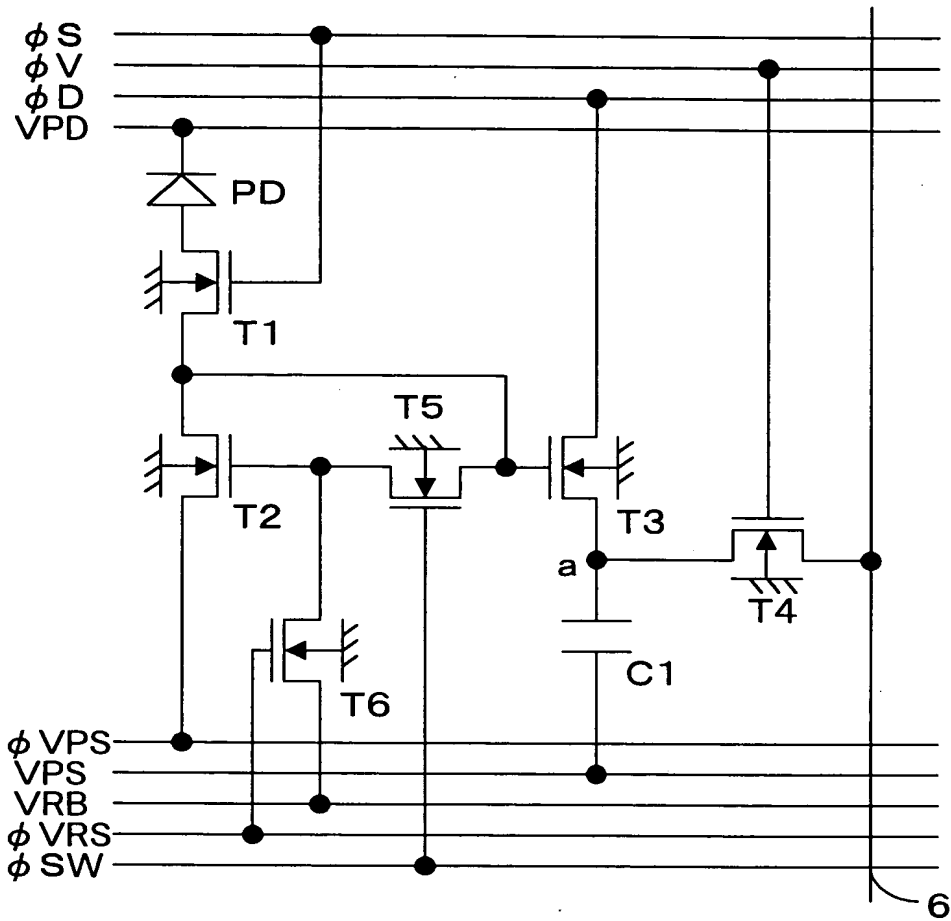 φS
φV
φD
VPD
PD
T1
T5
T2
T3
a
T4
C1
T6
φVPS
VPS
VRB
φVRS
φSW
6